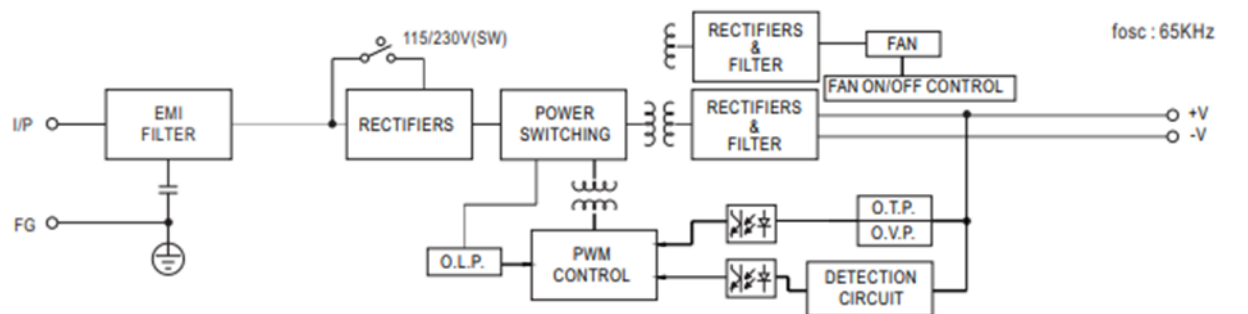 115/230V(SW)
RECTIFIERS
&
FILTER
FAN
fosc : 65KHz
FAN ON/OFF CONTROL
I/P
EMI
FILTER
RECTIFIERS
POWER
SWITCHING
RECTIFIERS
&
FILTER
+V
-V
FG
O.L.P.
PWM
CONTROL
O.T.P.
O.V.P.
DETECTION
CIRCUIT